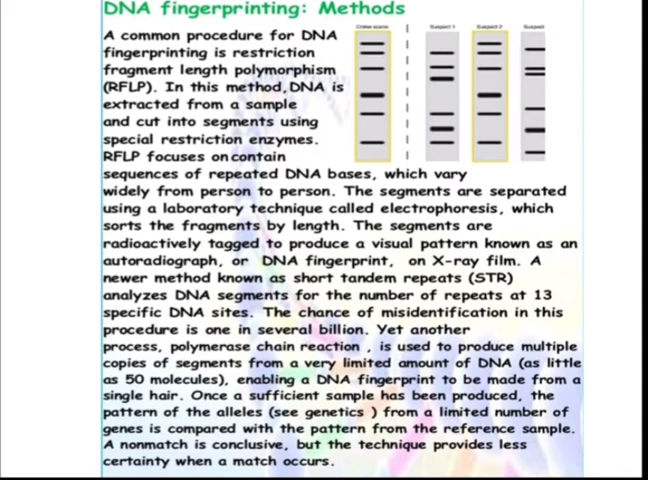 DNA fingerprinting: Methods
Crime scene Suspect 1 Suspect 2 Suspect
A common procedure for DNA
fingerprinting is restriction
fragment length polymorphism
(RFLP). In this method,DNA is
extracted from a sample
and cut into segments using
special restriction enzymes.
RFLP focuses oncontain
sequences of repeated DNA bases, which vary
widely from person to person. The segments are separated
using a laboratory technique called electrophoresis, which
sorts the fragments by length. The segments are
radioactively tagged to produce a visual pattern known as an
autoradiograph, or DNA fingerprint, on X-ray film. A
newer method known as short tandem repeats (STR)
analyzes DNA segments for the number of repeats at 13
specific DNA sites. The chance of misidentification in this
procedure is one in several billion. Yet another
process, polymerase chain reaction , is used to produce multiple
copies of segments from a very limited amount of DNA (as little
as 50 molecules), enabling a DNA fingerprint to be made from a
single hair. Once a sufficient sample has been produced, the
pattern of the alleles (see genetics ) from a limited number of
genes is compared with the pattern from the reference sample.
A nonmatch is conclusive, but the technique provides less
certainty when a match occurs.